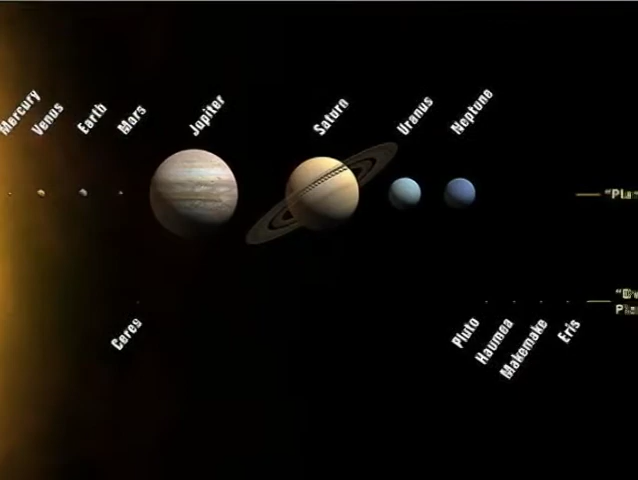 Mercury
Venus
Earth
Mars
Jupiter
Saturn
Uranus
Neptune
Ceres
Pluto
Haumea
Makemake
Eris